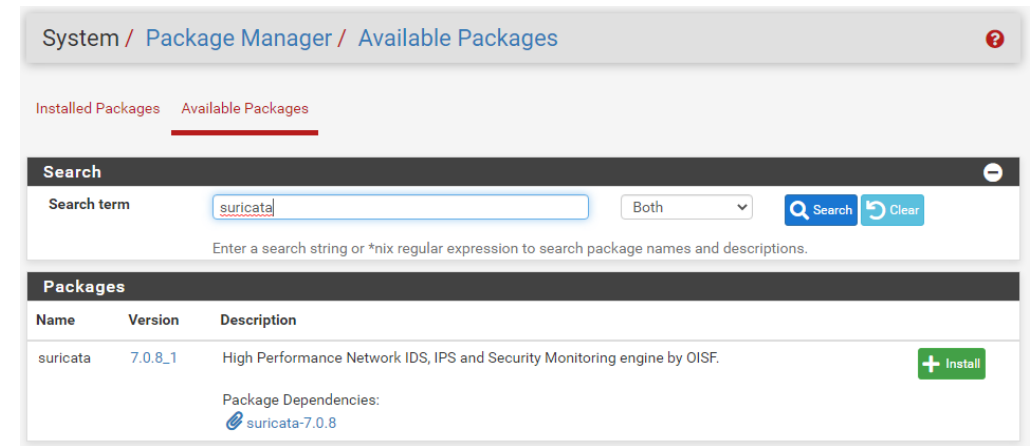 System / Package Manager / Available Packages
Installed Packages Available Packages
Search
Search term suricata Both Search Clear
Enter a search string or *nix regular expression to search package names and descriptions.
Packages
Name Version Description
suricata 7.0.8_1 High Performance Network IDS, IPS and Security Monitoring engine by OISF. Install
Package Dependencies:
suricata-7.0.8